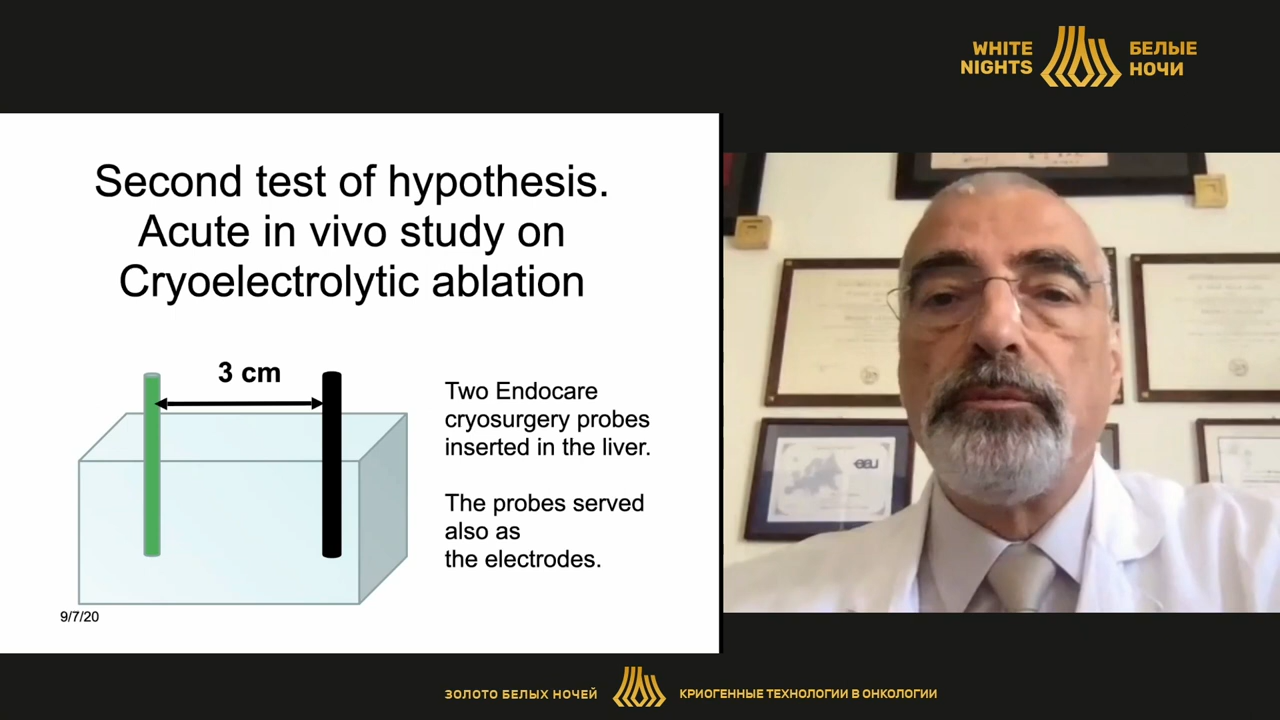 WHITE
NIGHTS
БЕЛЫЕ
НОЧИ
Second test of hypothesis.
Acute in vivo study on
Cryoelectrolytic ablation
3 cm
Two Endocare
cryosurgery probes
inserted in the liver.
The probes served
also as
the electrodes.
9/7/20
ЗОЛОТО БЕЛЫХ НОЧЕЙ
КРИОГЕННЫЕ ТЕХНОЛОГИИ В ОНКОЛОГИИ